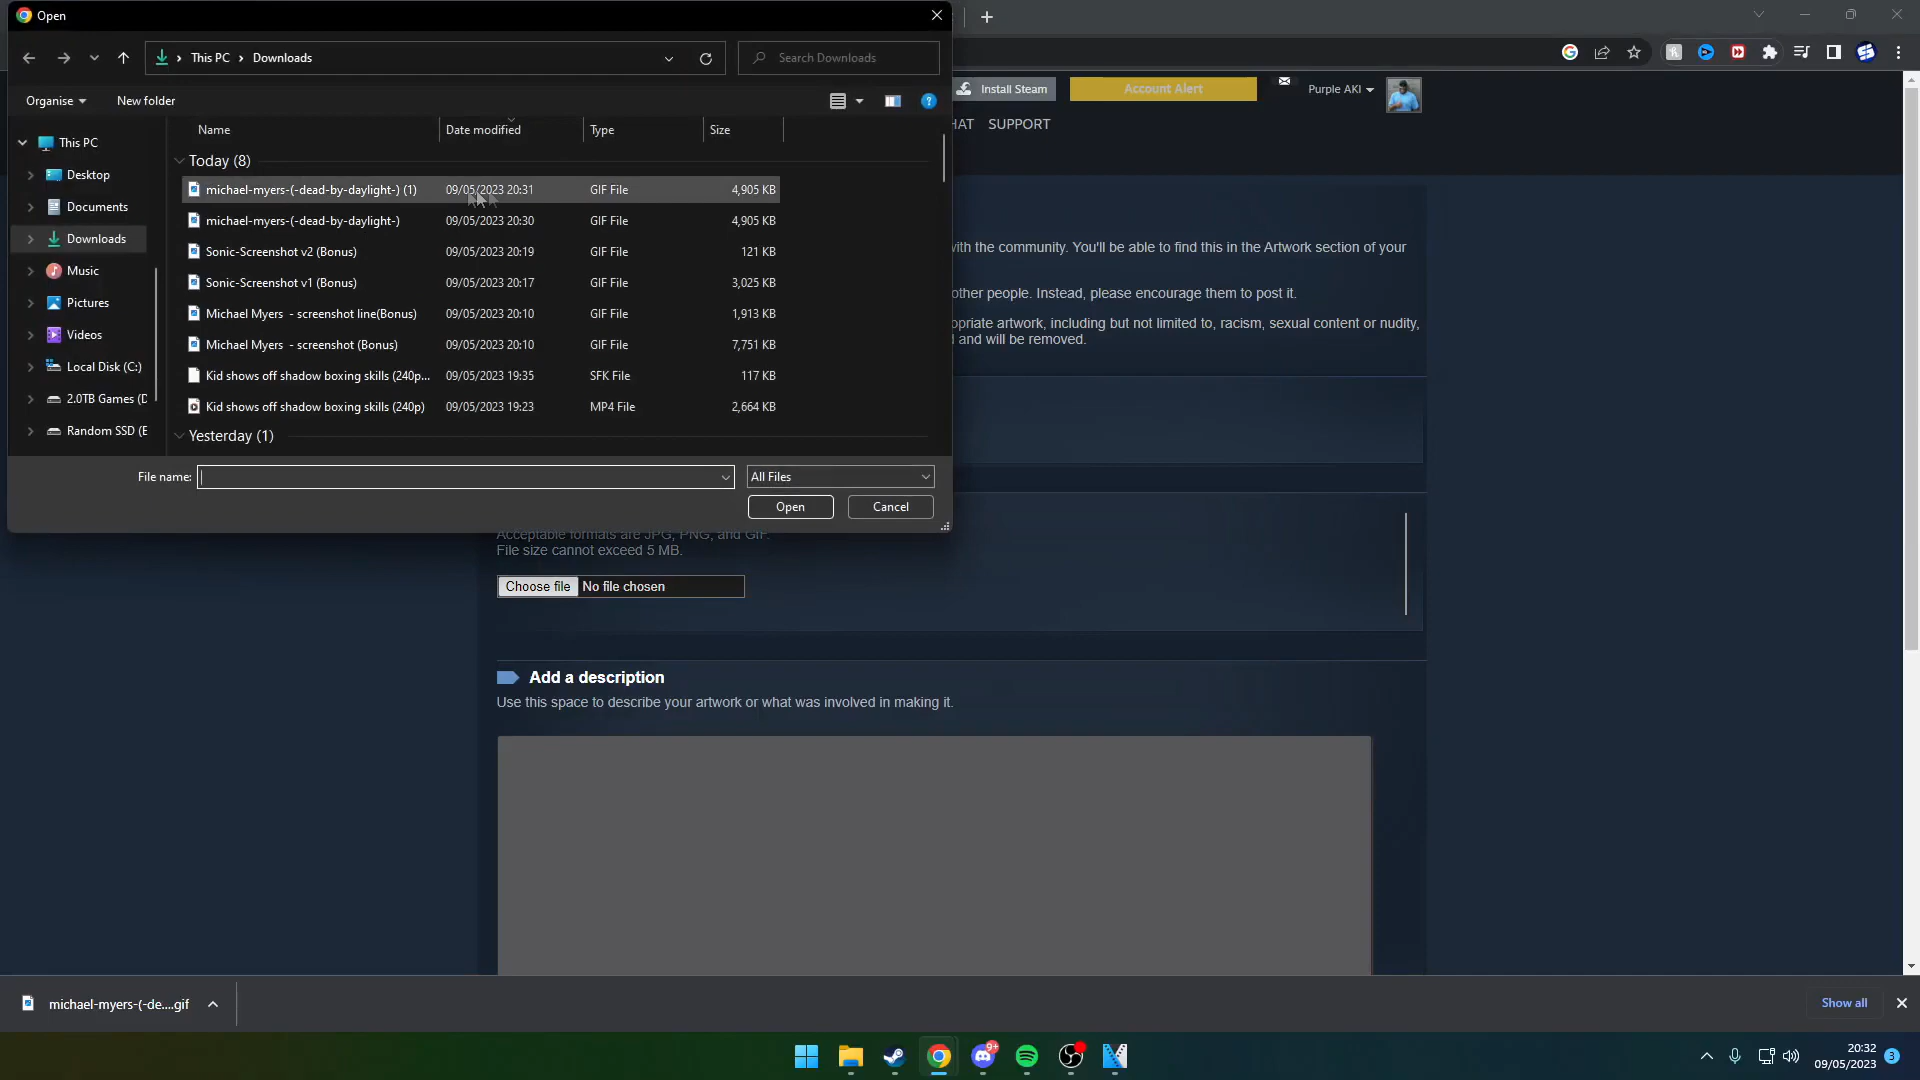 Open
This PC > Downloads
Search Downloads
Install Steam
Account Alert
Purple AKI
HAT SUPPORT
Organise
New folder
This PC
Desktop
Documents
Downloads
Music
Pictures
Videos
Local Disk (C:)
2.0TB Games (D
Random SSD (E
Name Date modified Type Size
Today (8)
michael-myers-(-dead-by-daylight-) (1) 09/05/2023 20:31 GIF File 4,905 KB
michael-myers-(-dead-by-daylight-) 09/05/2023 20:30 GIF File 4,905 KB
Sonic-Screenshot v2 (Bonus) 09/05/2023 20:19 GIF File 121 KB
Sonic-Screenshot v1 (Bonus) 09/05/2023 20:17 GIF File 3,025 KB
Michael Myers - screenshot line(Bonus) 09/05/2023 20:10 GIF File 1,913 KB
Michael Myers - screenshot (Bonus) 09/05/2023 20:10 GIF File 7,751 KB
Kid shows off shadow boxing skills (240p... 09/05/2023 19:35 SFK File 117 KB
Kid shows off shadow boxing skills (240p) 09/05/2023 19:23 MP4 File 2,664 KB
Yesterday (1)
File name:
All Files
Open
Cancel
with the community. You'll be able to find this in the Artwork section of your
other people. Instead, please encourage them to post it.
opriate artwork, including but not limited to, racism, sexual content or nudity,
and will be removed.
Acceptable formats are JPG, PNG, and GIF.
File size cannot exceed 5 MB.
Choose file No file chosen
Add a description
Use this space to describe your artwork or what was involved in making it.
michael-myers-(-de....gif
Show all
9+
20:32
09/05/2023
3